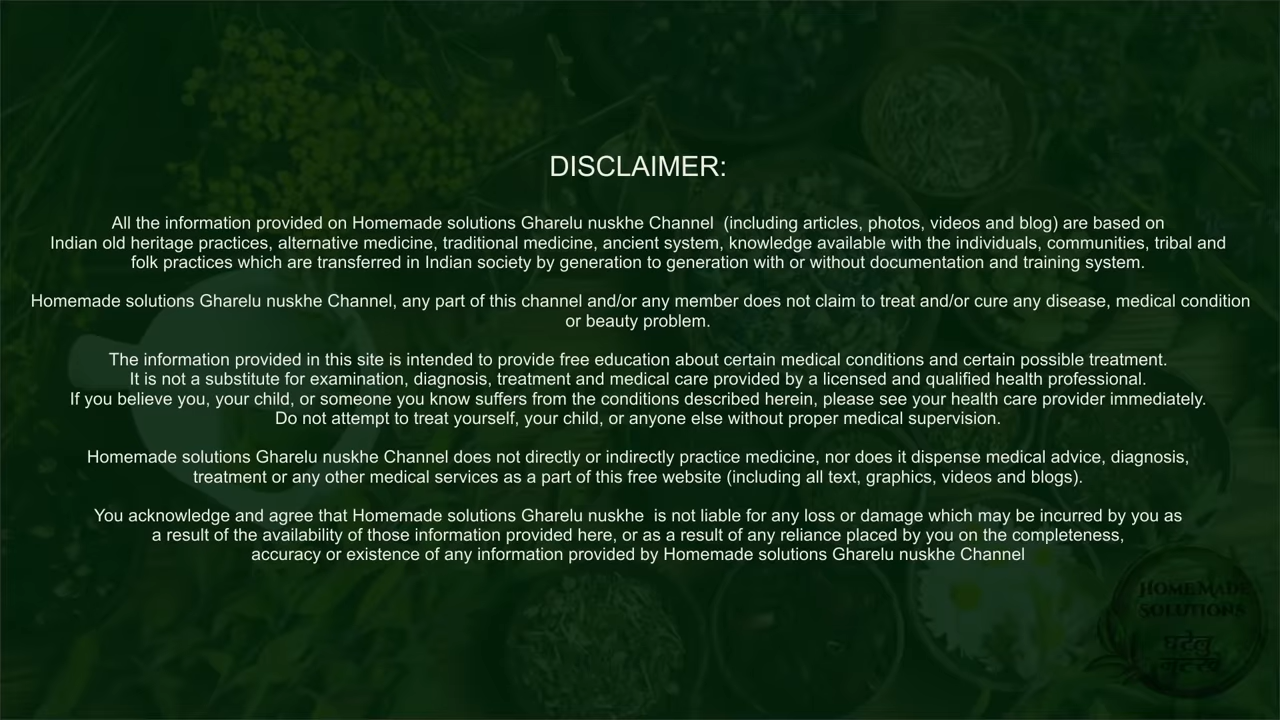 DISCLAIMER:
All the information provided on Homemade solutions Gharelu nuskhe Channel  (including articles, photos, videos and blog) are based on
Indian old heritage practices, alternative medicine, traditional medicine, ancient system, knowledge available with the individuals, communities, tribal and
folk practices which are transferred in Indian society by generation to generation with or without documentation and training system.
Homemade solutions Gharelu nuskhe Channel, any part of this channel and/or any member does not claim to treat and/or cure any disease, medical condition
or beauty problem.
The information provided in this site is intended to provide free education about certain medical conditions and certain possible treatment.
It is not a substitute for examination, diagnosis, treatment and medical care provided by a licensed and qualified health professional.
If you believe you, your child, or someone you know suffers from the conditions described herein, please see your health care provider immediately.
Do not attempt to treat yourself, your child, or anyone else without proper medical supervision.
Homemade solutions Gharelu nuskhe Channel does not directly or indirectly practice medicine, nor does it dispense medical advice, diagnosis,
treatment or any other medical services as a part of this free website (including all text, graphics, videos and blogs).
You acknowledge and agree that Homemade solutions Gharelu nuskhe  is not liable for any loss or damage which may be incurred by you as
a result of the availability of those information provided here, or as a result of any reliance placed by you on the completeness,
accuracy or existence of any information provided by Homemade solutions Gharelu nuskhe Channel
HOMEMADE
SOLUTIONS